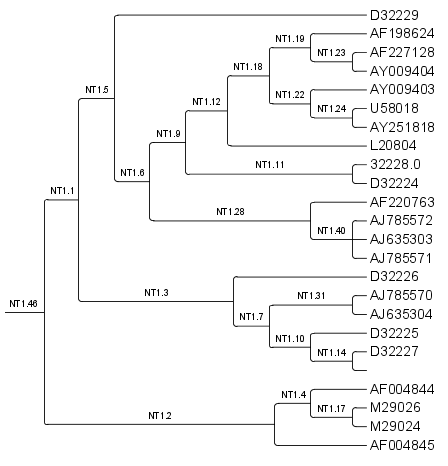 D32229
AF198624
NT1.19
NT1.23
AF227128
NT1.18
AY009404
NT1.5
AY009403
NT1.22
NT1.12
U58018
NT1.24
AY251818
NT1.9
L20804
32228.0
NT1.11
NT1.6
D32224
NT1.1
AF220763
NT1.28
AJ785572
NT1.40
AJ635303
AJ785571
D32226
NT1.3
NT1.31
AJ785570
NT1.46
NT1.7
AJ635304
D32225
NT1.10
NT1.14
D32227
AF004844
NT1.4
NT1.17
M29026
NT1.2
M29024
AF004845